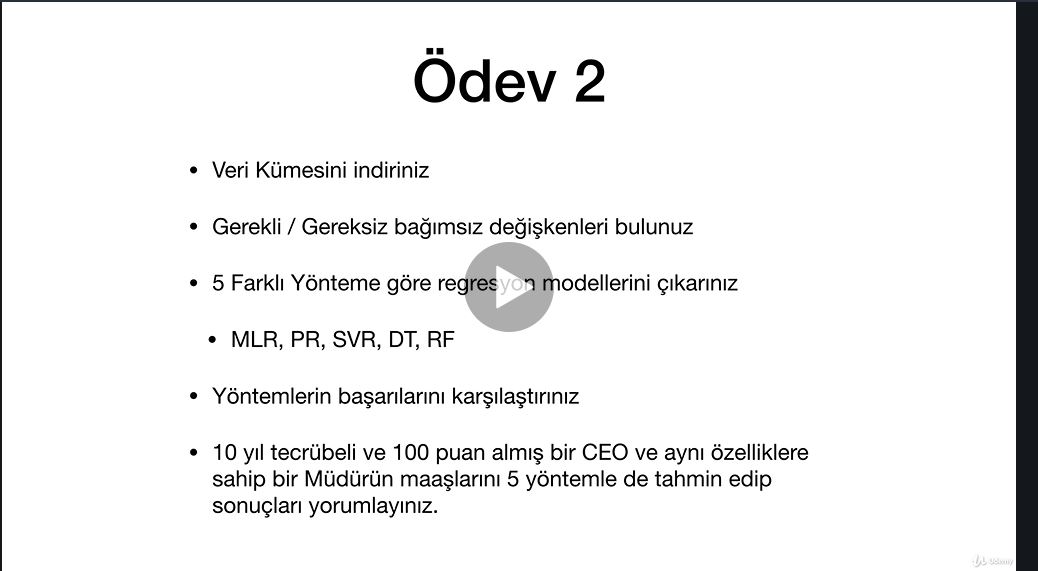 Ödev 2
• Veri Kümesini indiriniz
• Gerekli / Gereksiz bağımsız değişkenleri bulunuz
• 5 Farklı Yönteme göre regresyon modellerini çıkarınız
• MLR, PR, SVR, DT, RF
• Yöntemlerin başarılarını karşılaştırınız
• 10 yıl tecrübeli ve 100 puan almış bir CEO ve aynı özelliklere
sahip bir Müdürün maaşlarını 5 yöntemle de tahmin edip
sonuçları yorumlayınız.
Udemy